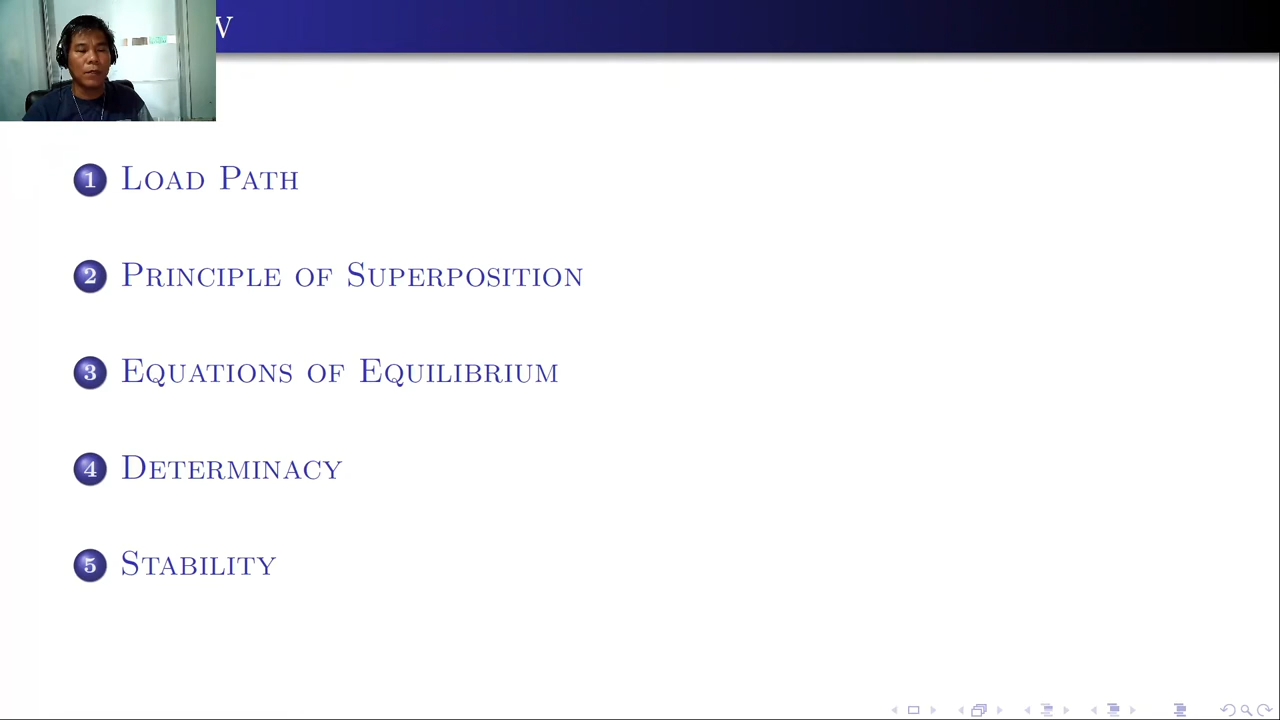 1 Load Path
2 Principle of Superposition
3 Equations of Equilibrium
4 Determinacy
5 Stability